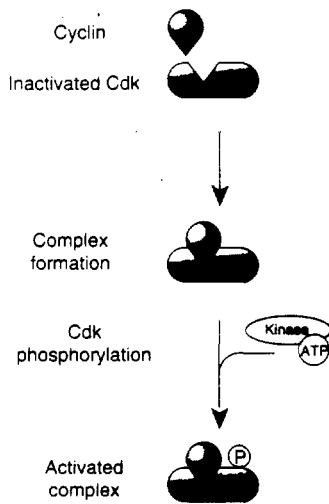 Cyclin
Inactivated Cdk
Complex
formation
Cdk
phosphorylation
Kinase
ATP
P
Activated
complex